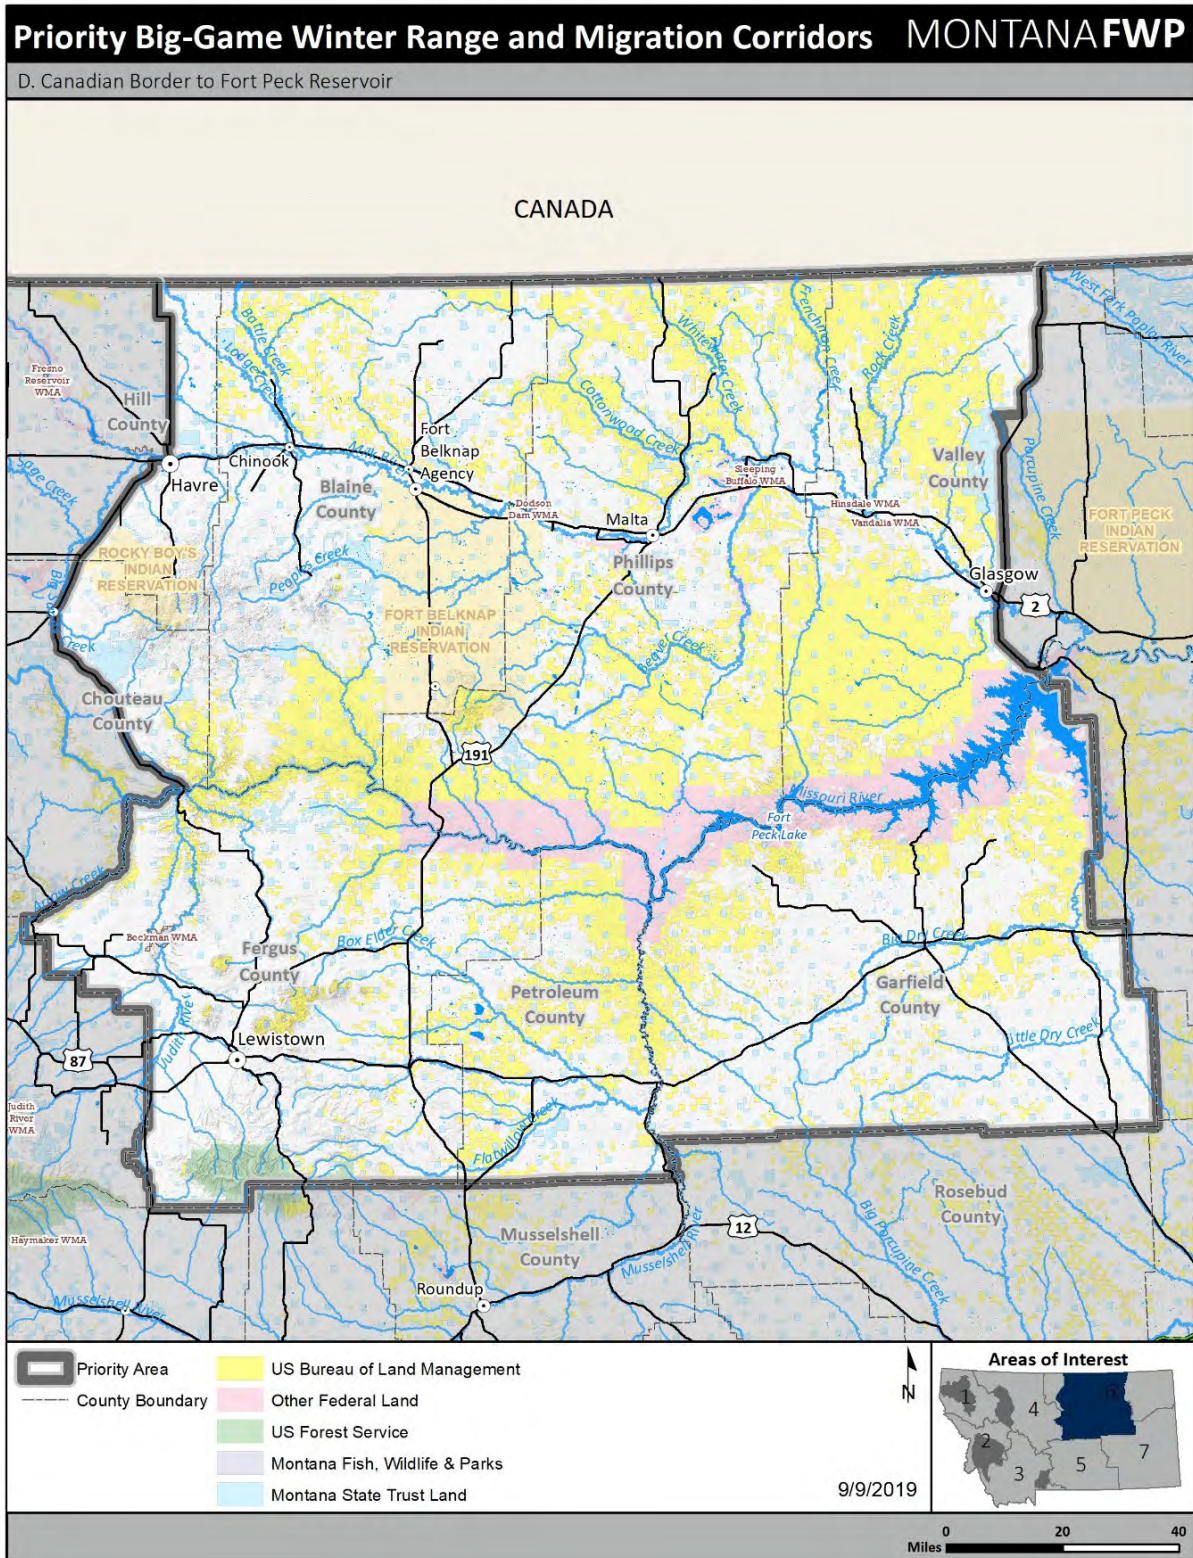 Priority Big-Game Winter Range and Migration Corridors MONTANA FWP
D. Canadian Border to Fort Peck Reservoir
CANADA
West Fork Poplar River
Battle Creek
Lodge Creek
Whitewater Creek
Frenchman Creek
Rock Creek
Fresno
Reservoir
WMA
Hill
County
Cottonwood Creek
Fort
Belknap
Agency
Chinook
Milk River
Havre
Blaine
County
Sleeping
Buffalo WMA
Valley
County
Porcupine Creek
Dodson
Dam WMA
Malta
Hinsdale WMA
Vandalia WMA
FORT PECK
INDIAN
RESERVATION
ROCKY BOY'S
INDIAN
RESERVATION
Peoples Creek
Phillips
County
Glasgow
2
FORT BELKNAP
INDIAN
RESERVATION
Beaver Creek
Creek
Chouteau
County
191
Missouri River
Fort
Peck Lake
Beckman WMA
Fergus
County
Box Elder Creek
Big Dry Creek
Petroleum
County
Garfield
County
Judith River
Lewistown
Little Dry Creek
87
Judith
River
WMA
Flatwillow Creek
Haymaker WMA
Musselshell
County
Rosebud
County
12
Big Porcupine Creek
Musselshell River
Roundup
Musselshell River
Priority Area
County Boundary
US Bureau of Land Management
Other Federal Land
US Forest Service
Montana Fish, Wildlife & Parks
Montana State Trust Land
N
9/9/2019
Areas of Interest
1
2
3
4
5
6
7
0 20 40
Miles